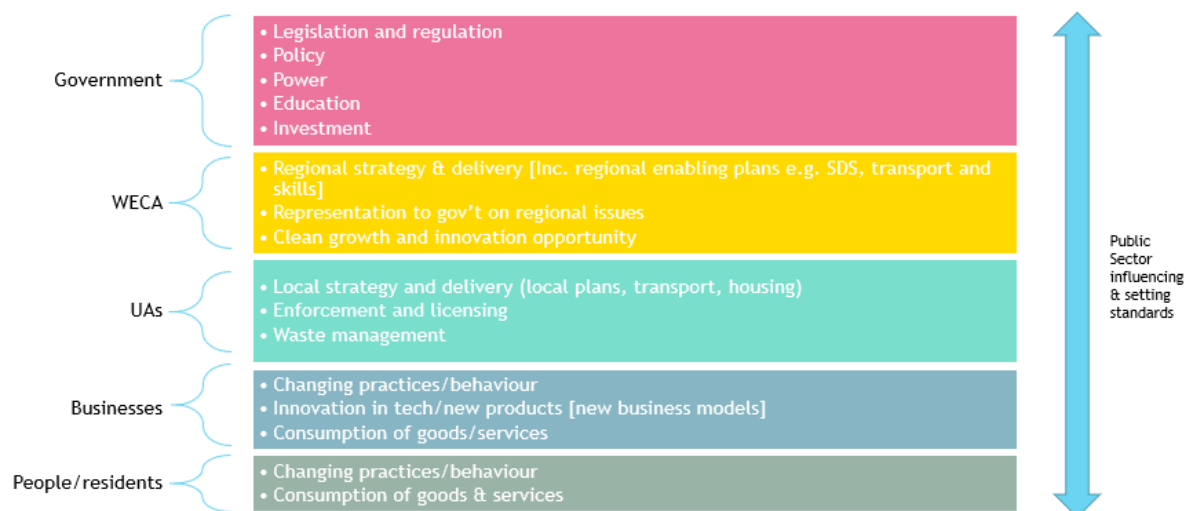 Government
• Legislation and regulation
• Policy
• Power
• Education
• Investment
WECA
• Regional strategy & delivery [Inc. regional enabling plans e.g. SDS, transport and
skills]
• Representation to gov't on regional issues
• Clean growth and innovation opportunity
UAs
• Local strategy and delivery (local plans, transport, housing)
• Enforcement and licensing
• Waste management
Businesses
• Changing practices/behaviour
• Innovation in tech/new products [new business models]
• Consumption of goods/services
People/residents
• Changing practices/behaviour
• Consumption of goods & services
Public
Sector
influencing
& setting
standards